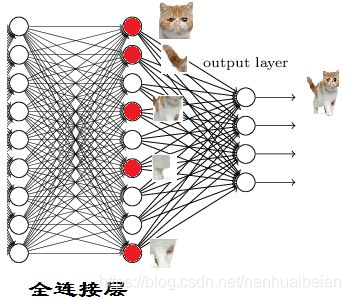 output layer
全连接层
https://blog.csdn.net/nanhuaibeian